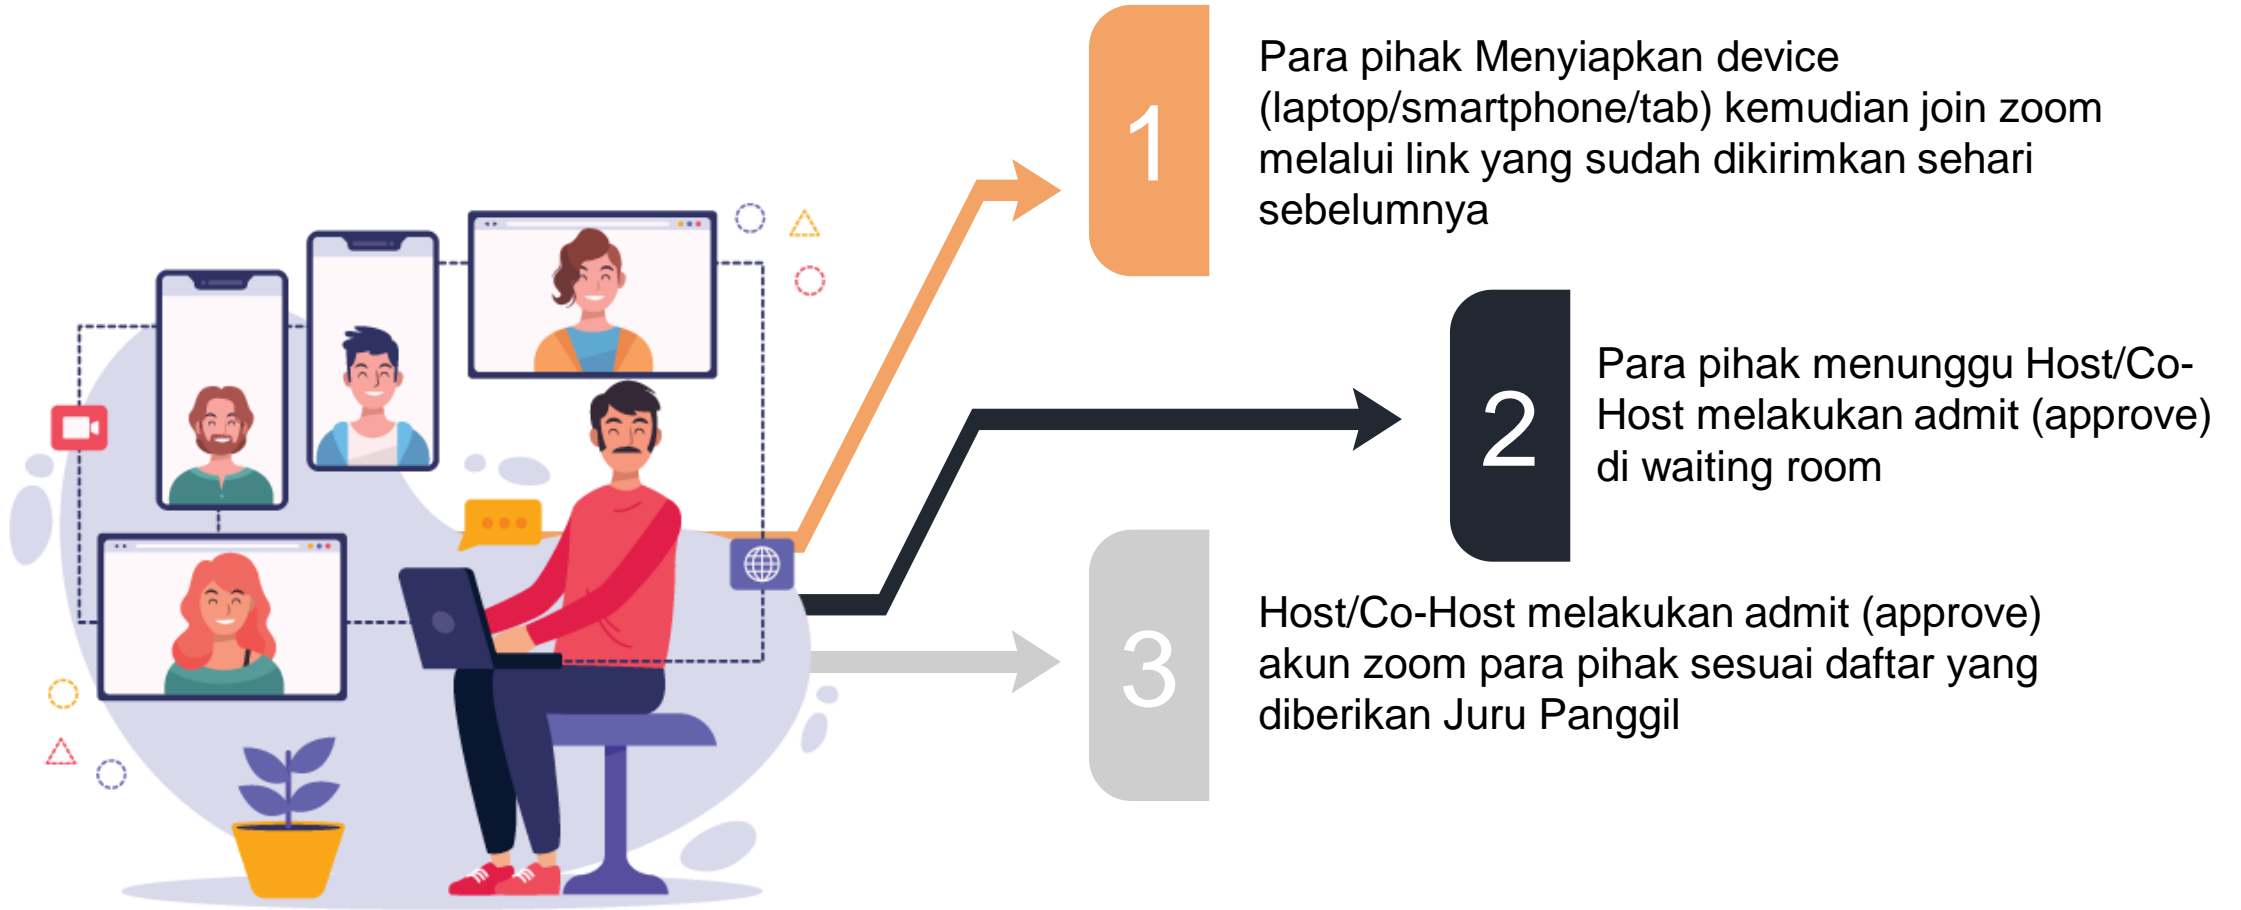 1
Para pihak Menyiapkan device
(laptop/smartphone/tab) kemudian join zoom
melalui link yang sudah dikirimkan sehari
sebelumnya
2
Para pihak menunggu Host/Co-
Host melakukan admit (approve)
di waiting room
3
Host/Co-Host melakukan admit (approve)
akun zoom para pihak sesuai daftar yang
diberikan Juru Panggil